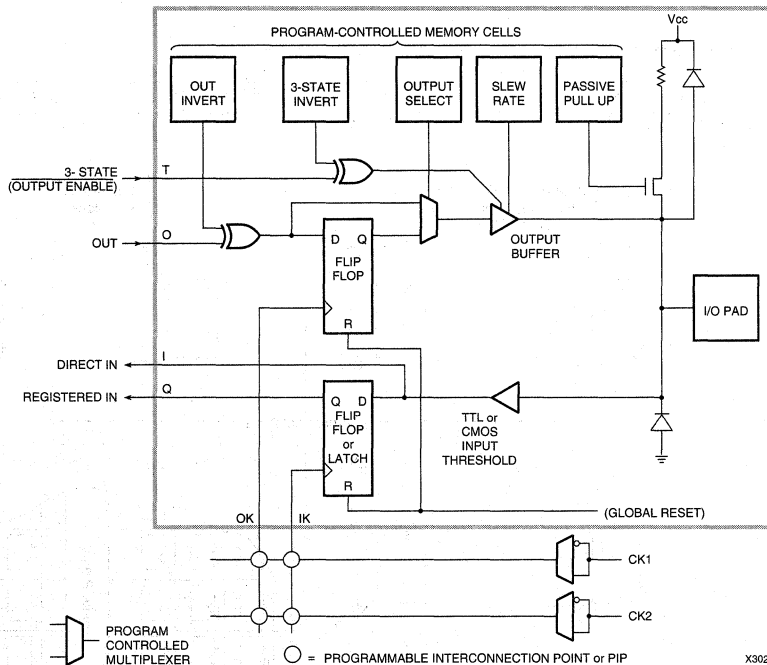 Vcc
PROGRAM-CONTROLLED MEMORY CELLS
OUT
INVERT
3-STATE
INVERT
OUTPUT
SELECT
SLEW
RATE
PASSIVE
PULL UP
3- STATE
(OUTPUT ENABLE)
T
OUT
O
D Q
FLIP
FLOP
R
OUTPUT
BUFFER
I/O PAD
DIRECT IN
I
REGISTERED IN
Q
Q D
FLIP
FLOP
or
LATCH
R
TTL or
CMOS
INPUT
THRESHOLD
(GLOBAL RESET)
OK
IK
CK1
CK2
PROGRAM
CONTROLLED
MULTIPLEXER
= PROGRAMMABLE INTERCONNECTION POINT or PIP
X302